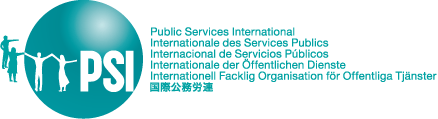 PSI
Public Services International
Internationale des Services Publics
Internacional de Servicios Públicos
Internationale der Öffentlichen Dienste
Internationell Facklig Organisation för Offentliga Tjänster
国際公務労連